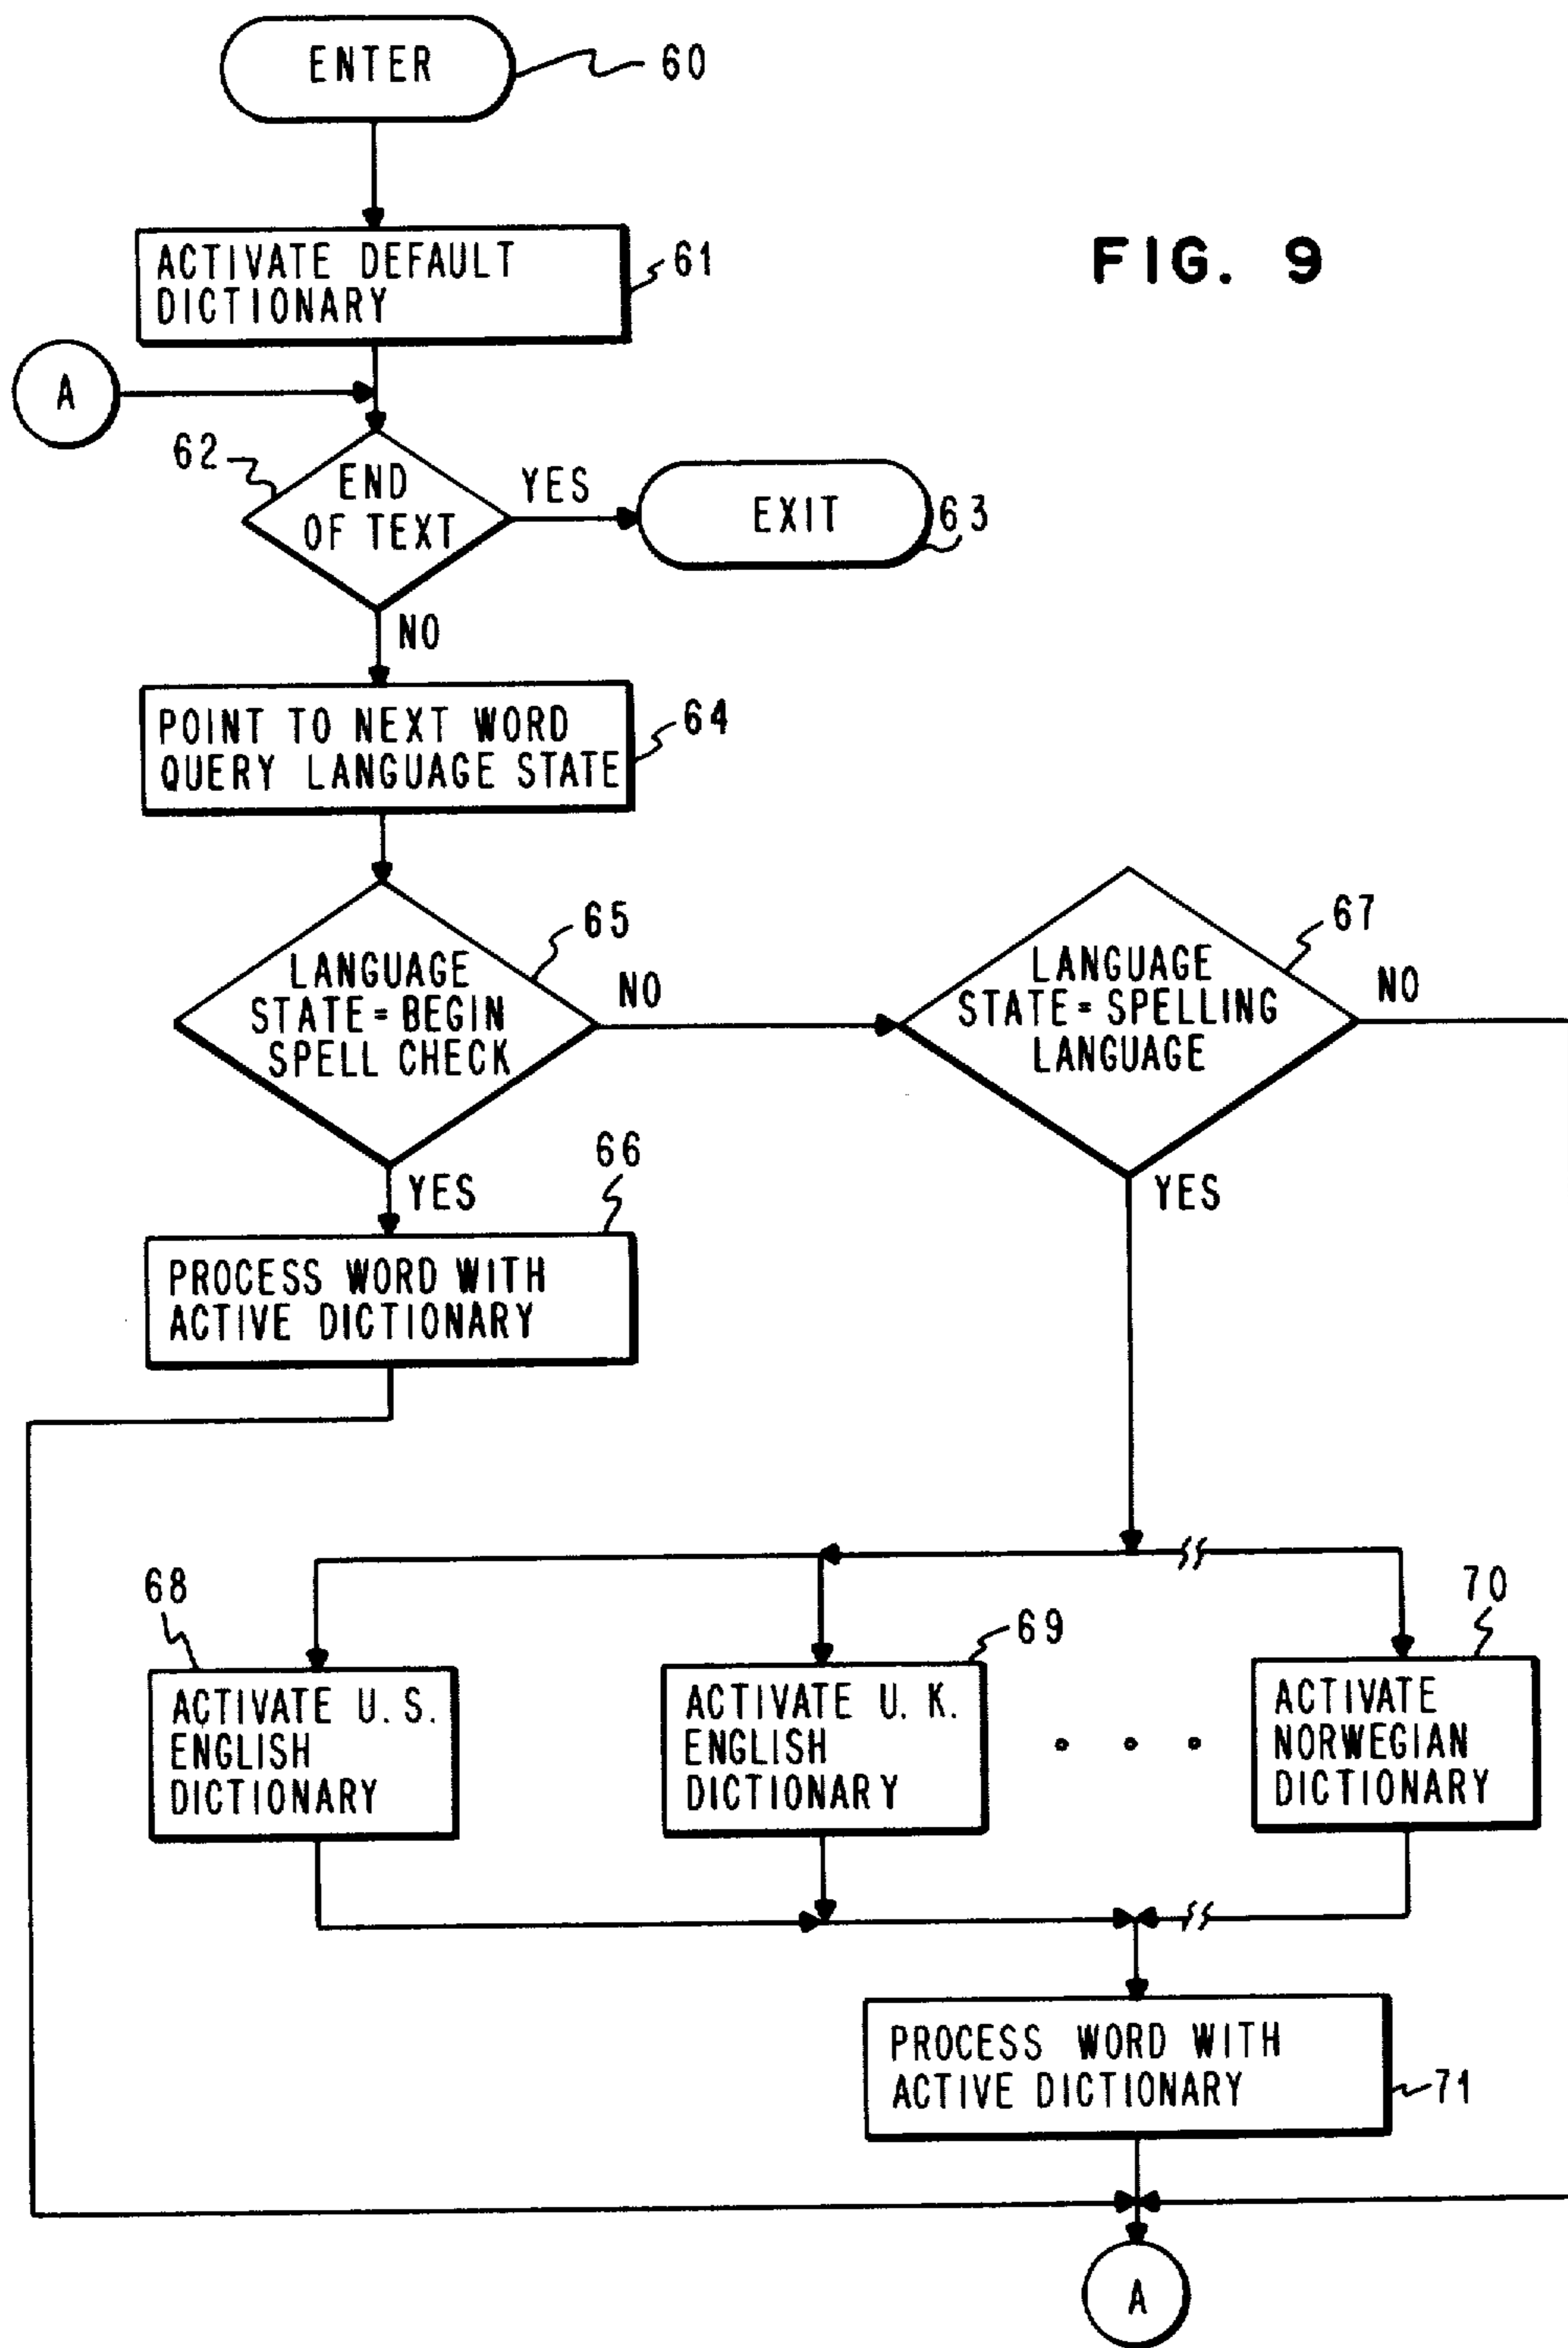 ENTER
60
ACTIVATE DEFAULT
DICTIONARY
61
FIG. 9
A
62
END
OF TEXT
YES
EXIT
63
NO
POINT TO NEXT WORD
QUERY LANGUAGE STATE
64
LANGUAGE
STATE = BEGIN
SPELL CHECK
65
NO
LANGUAGE
STATE = SPELLING
LANGUAGE
67
NO
YES
66
YES
PROCESS WORD WITH
ACTIVE DICTIONARY
68
ACTIVATE U. S.
ENGLISH
DICTIONARY
69
ACTIVATE U. K.
ENGLISH
DICTIONARY
• • •
70
ACTIVATE
NORWEGIAN
DICTIONARY
PROCESS WORD WITH
ACTIVE DICTIONARY
71
A